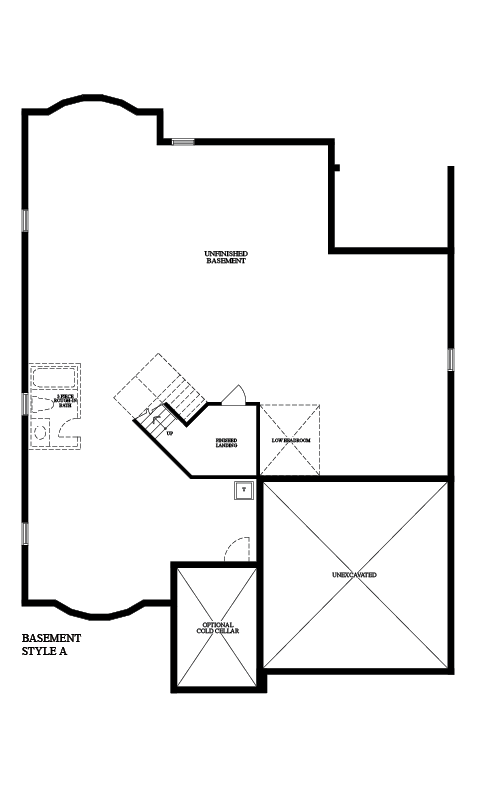 UNFINISHED
BASEMENT
3 PIECE
ROUGH-IN
BATH
UP
FINISHED
LANDING
LOW HEADROOM
T
UNEXCAVATED
OPTIONAL
COLD CELLAR
BASEMENT
STYLE A